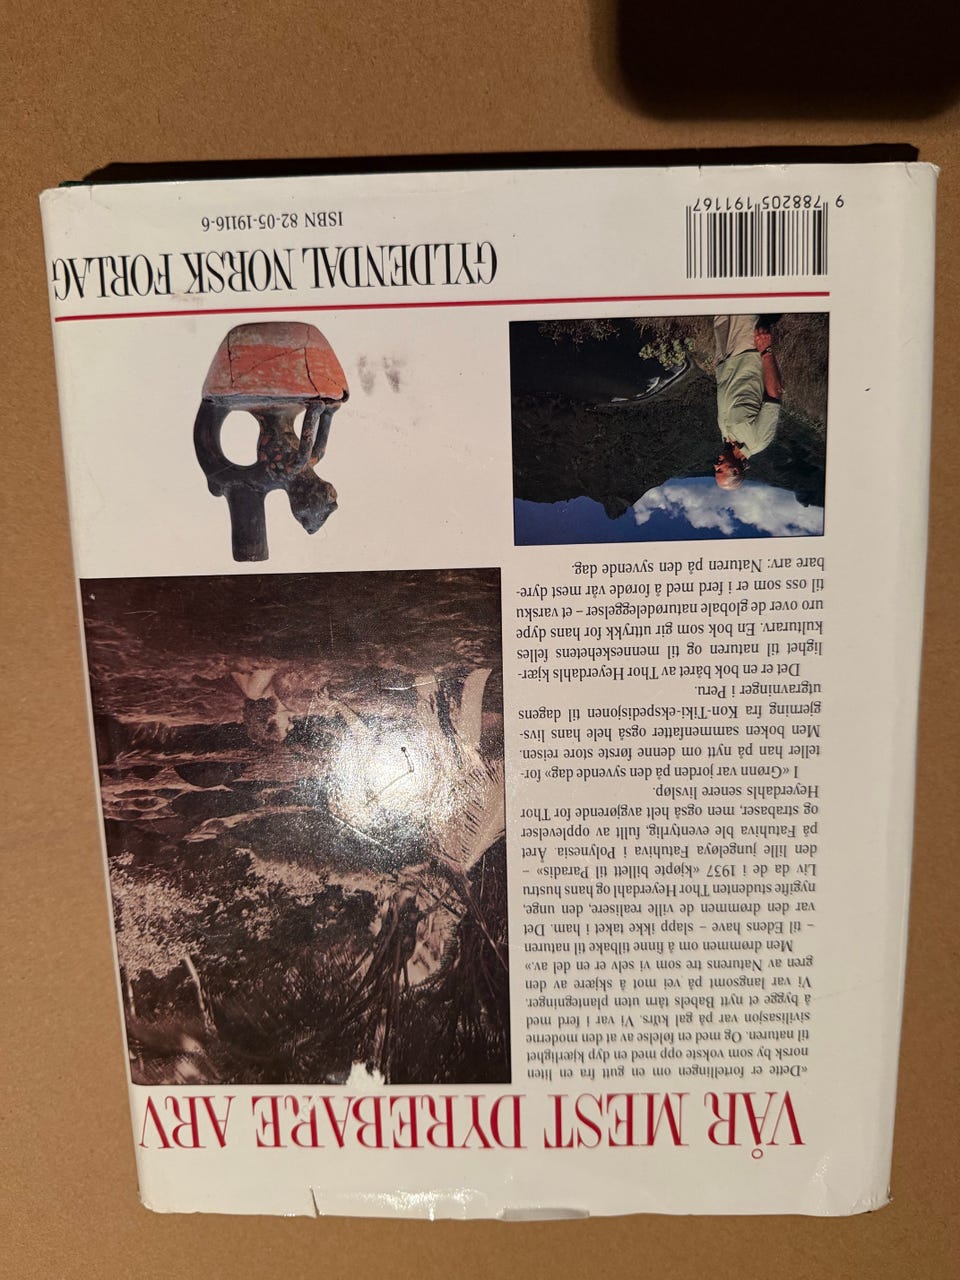 VÅR MEST DYREBARE ARV
«Dette er fortellingen om en gutt fra en liten
norsk by som vokste opp med en dyp kjærlighet
til naturen. Og med en følelse av at den moderne
sivilisasjon var på gal kurs. Vi var i ferd med
å bygge et nytt Babels tårn uten plantegninger.
Vi var langsomt på vei mot å skjære av den
gren av Naturens tre som vi selv er en del av.»
Men drømmen om å finne tilbake til naturen
– til Edens have – slapp ikke taket i ham. Det
var den drømmen de ville realisere, den unge,
nygifte studenten Thor Heyerdahl og hans hustru
Liv da de i 1937 «kjøpte billett til Paradis» –
den lille jungeløya Fatuhiva i Polynesia. Året
på Fatuhiva ble eventyrlig, fullt av opplevelser
og strabaser, men også helt avgjørende for Thor
Heyerdahls senere livsløp.
I «Grønn var jorden på den syvende dag» for-
teller han på nytt om denne første store reisen.
Men boken sammenfatter også hele hans livs-
gjerning fra Kon-Tiki-ekspedisjonen til dagens
utgravninger i Peru.
Det er en bok båret av Thor Heyerdahls kjær-
lighet til naturen og til menneskehetens felles
kulturarv. En bok som gir uttrykk for hans dype
uro over de globale naturødeleggelser – et varsku
til oss som er i ferd med å forøde vår mest dyre-
bare arv: Naturen på den syvende dag.
GYLDENDAL NORSK FORLAG
ISBN 82-05-19116-6
9 788205 191167